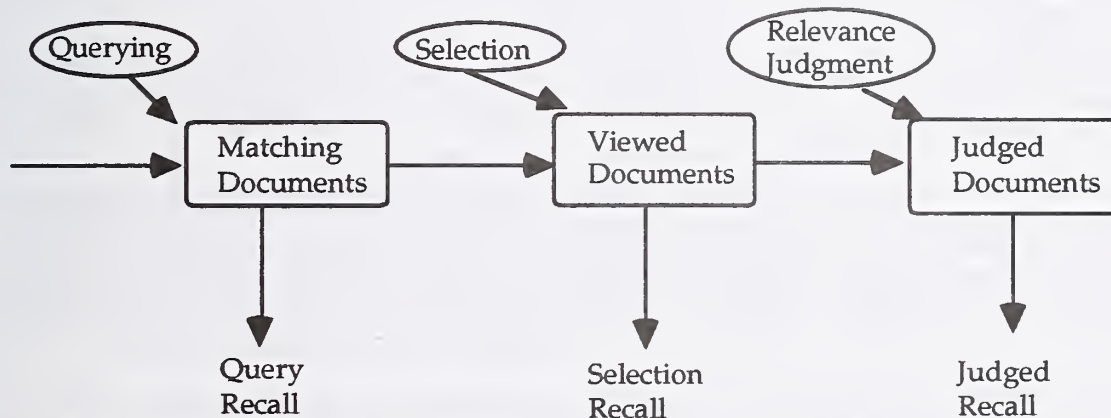 Querying
Selection
Relevance
Judgment
Matching
Documents
Viewed
Documents
Judged
Documents
Query
Recall
Selection
Recall
Judged
Recall